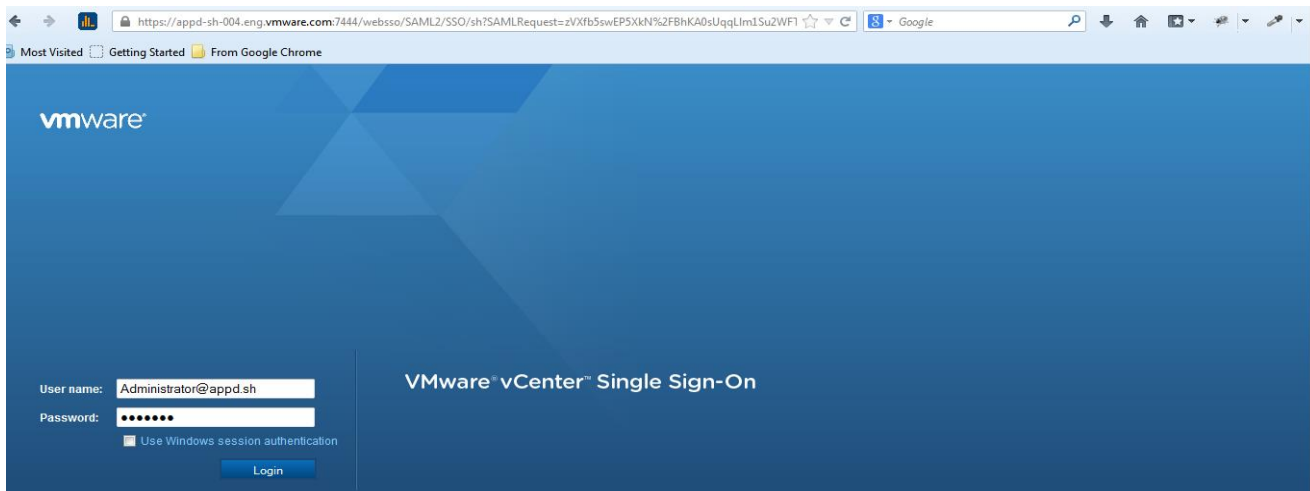 https://appd-sh-004.eng.vmware.com:7444/websso/SAML2/SSO/sh?SAMLRequest=zVXfb5swEP5XkN%2FBhKA0sUqqLIm1Su2WF1 Google
Most Visited Getting Started From Google Chrome
vmware®
User name: Administrator@appd.sh
VMware® vCenter™ Single Sign-On
Password: •••••••
Use Windows session authentication
Login